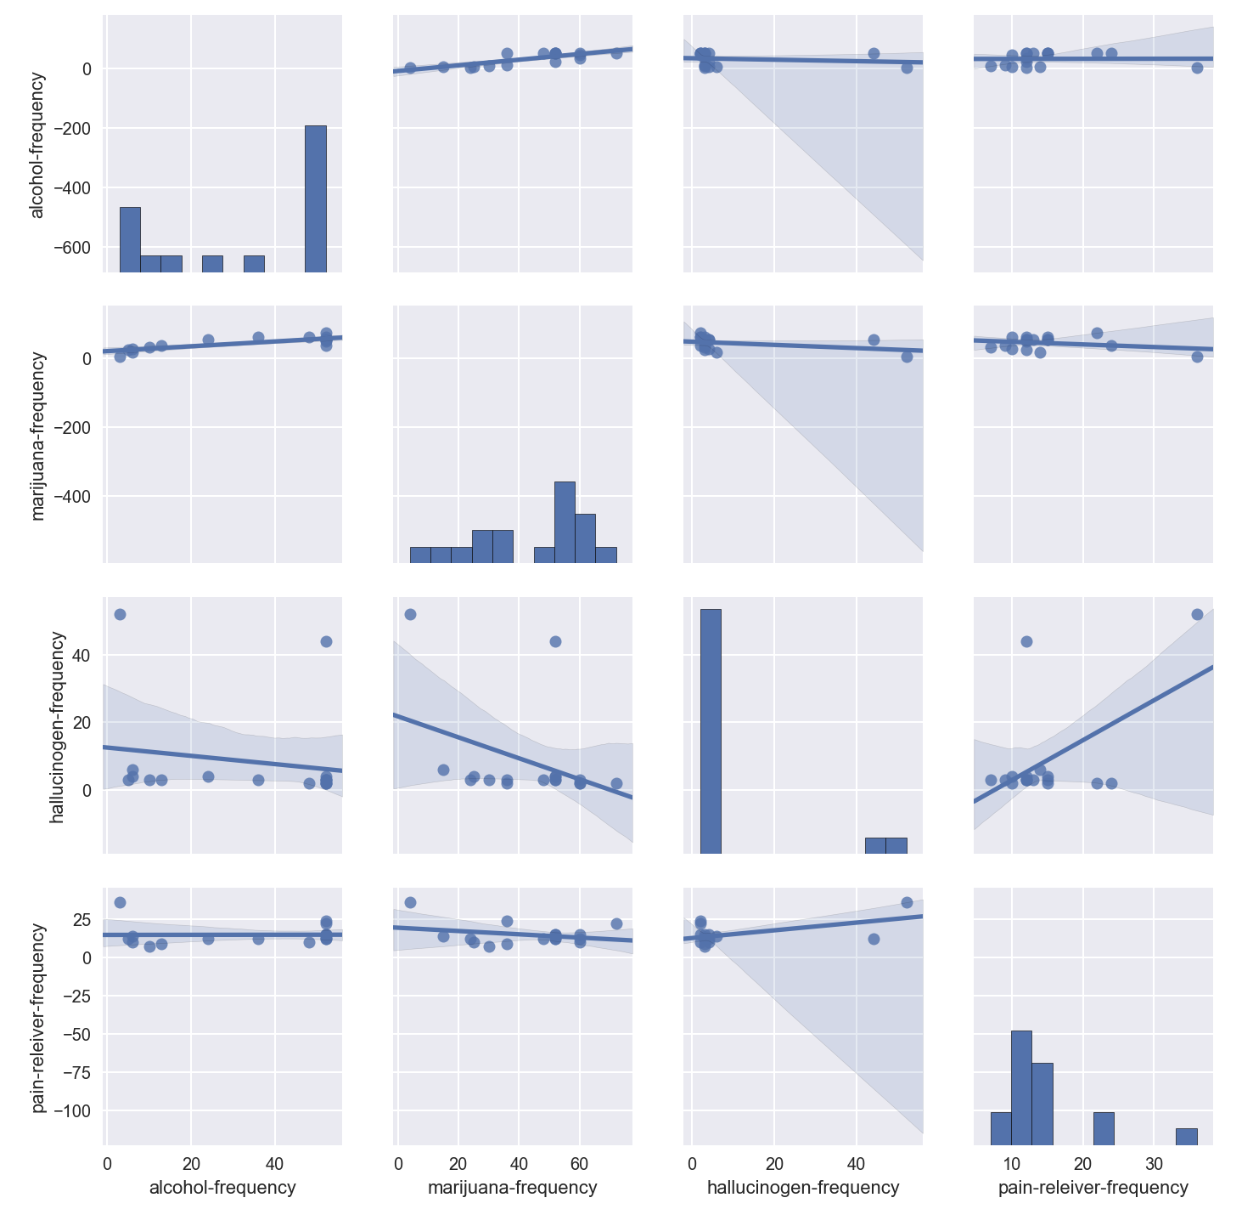 alcohol-frequency
0
−200
−400
−600
marijuana-frequency
0
−200
−400
hallucinogen-frequency
40
20
0
pain-releiver-frequency
25
0
−25
−50
−75
−100
0 20 40
0 20 40 60
0 20 40
10 20 30
alcohol-frequency
marijuana-frequency
hallucinogen-frequency
pain-releiver-frequency